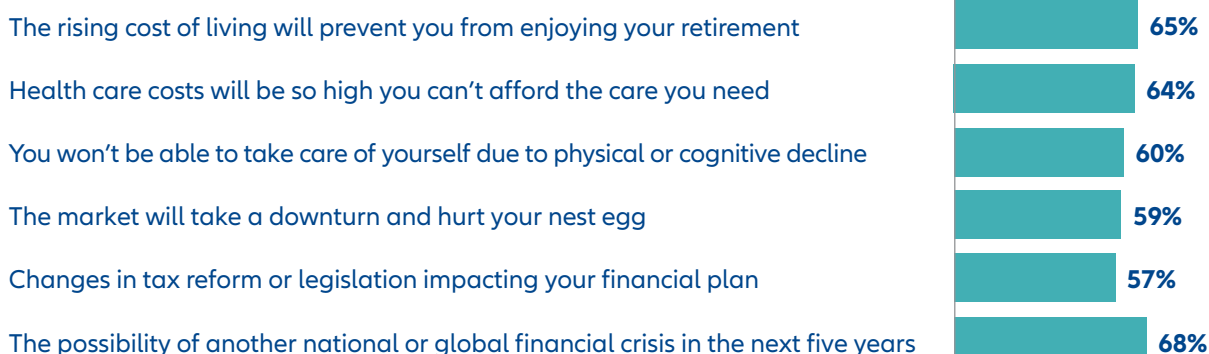 The rising cost of living will prevent you from enjoying your retirement 65%
Health care costs will be so high you can’t afford the care you need 64%
You won’t be able to take care of yourself due to physical or cognitive decline 60%
The market will take a downturn and hurt your nest egg 59%
Changes in tax reform or legislation impacting your financial plan 57%
The possibility of another national or global financial crisis in the next five years 68%